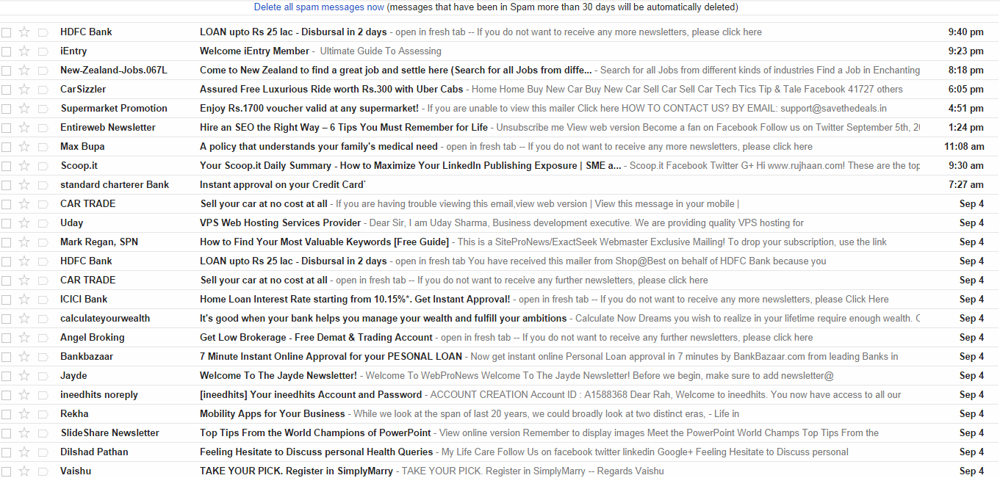 Delete all spam messages now (messages that have been in Spam more than 30 days will be automatically deleted)
HDFC Bank LOAN upto Rs 25 lac - Disbursal in 2 days - open in fresh tab -- If you do not want to receive any more newsletters, please click here 9:40 pm
iEntry Welcome iEntry Member - Ultimate Guide To Assessing 9:23 pm
New-Zealand-Jobs.067L Come to New Zealand to find a great job and settle here (Search for all Jobs from diffe... - Search for all Jobs from different kinds of industries Find a Job in Enchanting 8:18 pm
CarSizzler Assured Free Luxurious Ride worth Rs.300 with Uber Cabs - Home Home Buy New Car Buy New Car Sell Car Sell Car Tech Tics Tip & Tale Facebook 41727 others 6:05 pm
Supermarket Promotion Enjoy Rs.1700 voucher valid at any supermarket! - If you are unable to view this mailer Click here HOW TO CONTACT US? BY EMAIL: support@savethedeals.in 4:51 pm
Entireweb Newsletter Hire an SEO the Right Way – 6 Tips You Must Remember for Life - Unsubscribe me View web version Become a fan on Facebook Follow us on Twitter September 5th, 20 1:24 pm
Max Bupa A policy that understands your family's medical need - open in fresh tab -- If you do not want to receive any more newsletters, please click here 11:08 am
Scoop.it Your Scoop.it Daily Summary - How to Maximize Your LinkedIn Publishing Exposure | SME a... - Scoop.it Facebook Twitter G+ Hi www.rujhaan.com! These are the top 9:30 am
standard charterer Bank Instant approval on your Credit Card` 7:27 am
CAR TRADE Sell your car at no cost at all - If you are having trouble viewing this email,view web version | View this message in your mobile | Sep 4
Uday VPS Web Hosting Services Provider - Dear Sir, I am Uday Sharma, Business development executive. We are providing quality VPS hosting for Sep 4
Mark Regan, SPN How to Find Your Most Valuable Keywords [Free Guide] - This is a SiteProNews/ExactSeek Webmaster Exclusive Mailing! To drop your subscription, use the link Sep 4
HDFC Bank LOAN upto Rs 25 lac - Disbursal in 2 days - open in fresh tab You have received this mailer from Shop@Best on behalf of HDFC Bank because you Sep 4
CAR TRADE Sell your car at no cost at all - open in fresh tab -- If you do not want to receive any further newsletters, please click here Sep 4
ICICI Bank Home Loan Interest Rate starting from 10.15%*. Get Instant Approval! - open in fresh tab -- If you do not want to receive any more newsletters, please Click Here Sep 4
calculateyourwealth It's good when your bank helps you manage your wealth and fulfill your ambitions - Calculate Now Dreams you wish to realize in your lifetime require enough wealth. C Sep 4
Angel Broking Get Low Brokerage - Free Demat & Trading Account - open in fresh tab -- If you do not want to receive any further newsletters, please click here Sep 4
Bankbazaar 7 Minute Instant Online Approval for your PESONAL LOAN - Now get instant online Personal Loan approval in 7 minutes by BankBazaar.com from leading Banks in Sep 4
Jayde Welcome To The Jayde Newsletter! - Welcome To WebProNews Welcome To The Jayde Newsletter! Before we begin, make sure to add newsletter@ Sep 4
ineedhits noreply [ineedhits] Your ineedhits Account and Password - ACCOUNT CREATION Account ID : A1588368 Dear Rah, Welcome to ineedhits. You now have access to all our Sep 4
Rekha Mobility Apps for Your Business - While we look at the span of last 20 years, we could broadly look at two distinct eras, - Life in Sep 4
SlideShare Newsletter Top Tips From the World Champions of PowerPoint - View online version Remember to display images Meet the PowerPoint World Champs Top Tips From the Sep 4
Dilshad Pathan Feeling Hesitate to Discuss personal Health Queries - My Life Care Follow Us on facebook twitter linkedin Google+ Feeling Hesitate to Discuss personal Sep 4
Vaishu TAKE YOUR PICK. Register in SimplyMarry - TAKE YOUR PICK. Register in SimplyMarry -- Regards Vaishu Sep 4